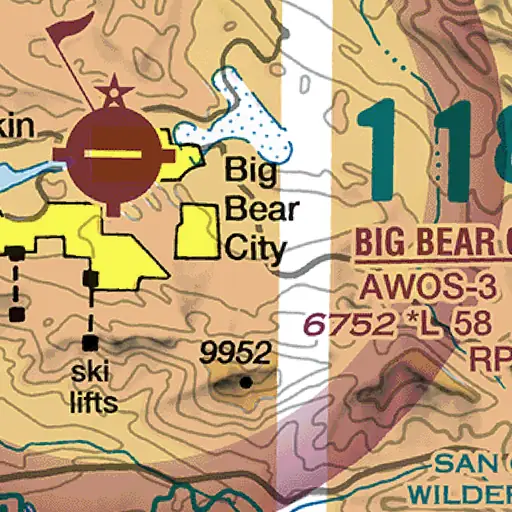 kin
118
Big
Bear
City
BIG BEAR C
AWOS-3
6752 *L 58
RP
9952
ski
lifts
SAN
WILDER